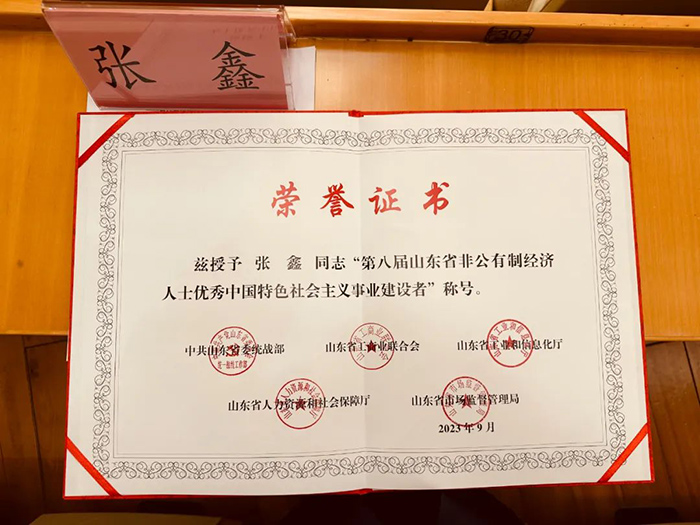 张 鑫
30
荣誉证书
兹授予 张 鑫 同志“第八届山东省非公有制经济
人士优秀中国特色社会主义事业建设者”称号。
中共山东省委统战部 山东省工商业联合会 山东省工业和信息化厅
山东省人力资源和社会保障厅 山东省市场监督管理局
2023 年 9 月